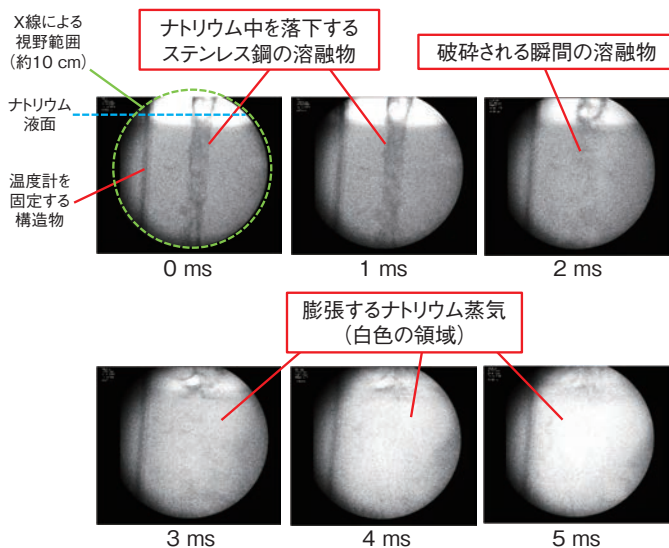 X線による
視野範囲
（約10 cm）
ナトリウム中を落下する
ステンレス鋼の溶融物
破砕される瞬間の溶融物
ナトリウム
液面
温度計を
固定する
構造物
0 ms
1 ms
2 ms
膨張するナトリウム蒸気
（白色の領域）
3 ms
4 ms
5 ms